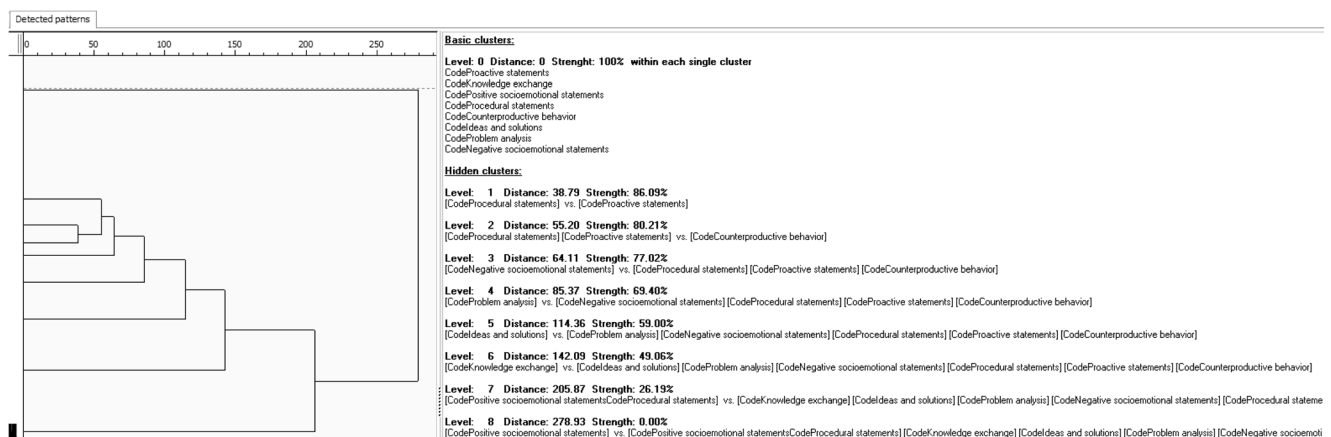 Detected patterns
0 50 100 150 200 250
Basic clusters:
Level: 0 Distance: 0 Strenght: 100% within each single cluster
CodeProactive statements
CodeKnowledge exchange
CodePositive socioemotional statements
CodeProcedural statements
CodeCounterproductive behavior
CodeIdeas and solutions
CodeProblem analysis
CodeNegative socioemotional statements
Hidden clusters:
Level: 1 Distance: 38.79 Strength: 86.09%
[CodeProcedural statements] vs. [CodeProactive statements]
Level: 2 Distance: 55.20 Strength: 80.21%
[CodeProcedural statements] [CodeProactive statements] vs. [CodeCounterproductive behavior]
Level: 3 Distance: 64.11 Strength: 77.02%
[CodeNegative socioemotional statements] vs. [CodeProcedural statements] [CodeProactive statements] [CodeCounterproductive behavior]
Level: 4 Distance: 85.37 Strength: 69.40%
[CodeProblem analysis] vs. [CodeNegative socioemotional statements] [CodeProcedural statements] [CodeProactive statements] [CodeCounterproductive behavior]
Level: 5 Distance: 114.36 Strength: 59.00%
[CodeIdeas and solutions] vs. [CodeProblem analysis] [CodeNegative socioemotional statements] [CodeProcedural statements] [CodeProactive statements] [CodeCounterproductive behavior]
Level: 6 Distance: 142.09 Strength: 49.06%
[CodeKnowledge exchange] vs. [CodeIdeas and solutions] [CodeProblem analysis] [CodeNegative socioemotional statements] [CodeProcedural statements] [CodeProactive statements] [CodeCounterproductive behavior]
Level: 7 Distance: 205.87 Strength: 26.19%
[CodePositive socioemotional statementsCodeProcedural statements] vs. [CodeKnowledge exchange] [CodeIdeas and solutions] [CodeProblem analysis] [CodeNegative socioemotional statements] [CodeProcedural stateme
Level: 8 Distance: 278.93 Strength: 0.00%
[CodePositive socioemotional statements] vs. [CodePositive socioemotional statementsCodeProcedural statements] [CodeKnowledge exchange] [CodeIdeas and solutions] [CodeProblem analysis] [CodeNegative socioemoti